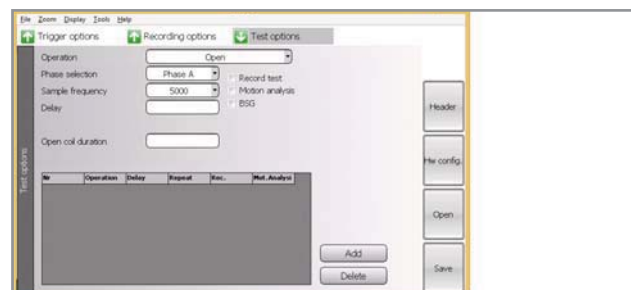 File Zoom Display Tools Help
Trigger options Recording options Test options
Operation Open
Phase selection Phase A
Record test
Sample frequency 5000
Motion analysis
Delay
BSG
Header
Open coil duration
Test options
Hw config.
Nr Operation Delay Repeat Rec. Mot.Analysi
Open
Add
Delete
Save